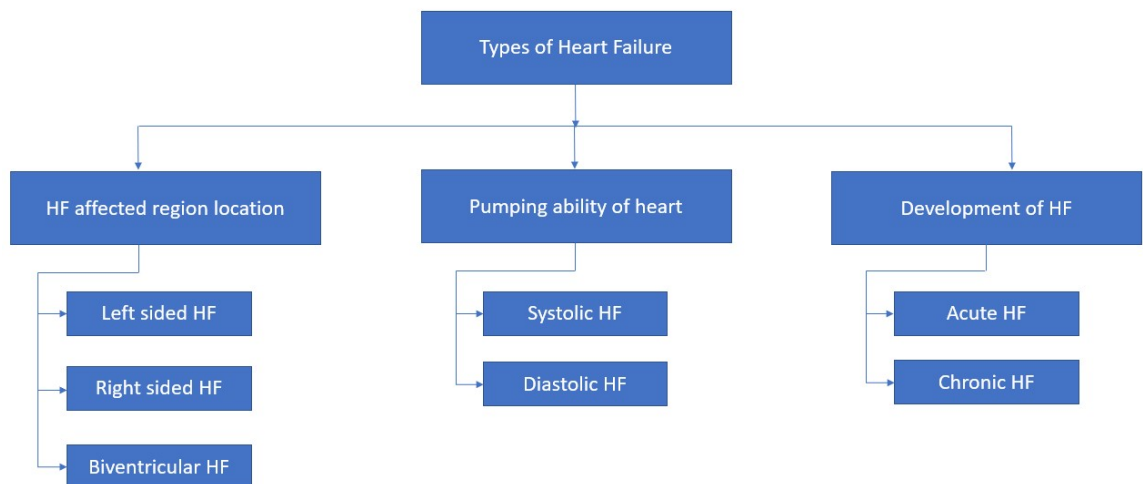 Types of Heart Failure
HF affected region location
Left sided HF
Right sided HF
Biventricular HF
Pumping ability of heart
Systolic HF
Diastolic HF
Development of HF
Acute HF
Chronic HF